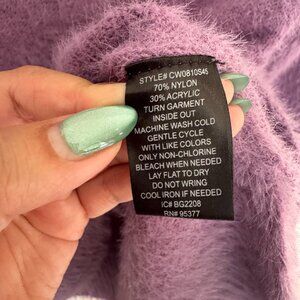 STYLE# CW0810S45
70% NYLON
30% ACRYLIC
TURN GARMENT
INSIDE OUT
MACHINE WASH COLD
GENTLE CYCLE
WITH LIKE COLORS
ONLY NON-CHLORINE
BLEACH WHEN NEEDED
LAY FLAT TO DRY
DO NOT WRING
COOL IRON IF NEEDED
IC# BG2208
RN# 95377